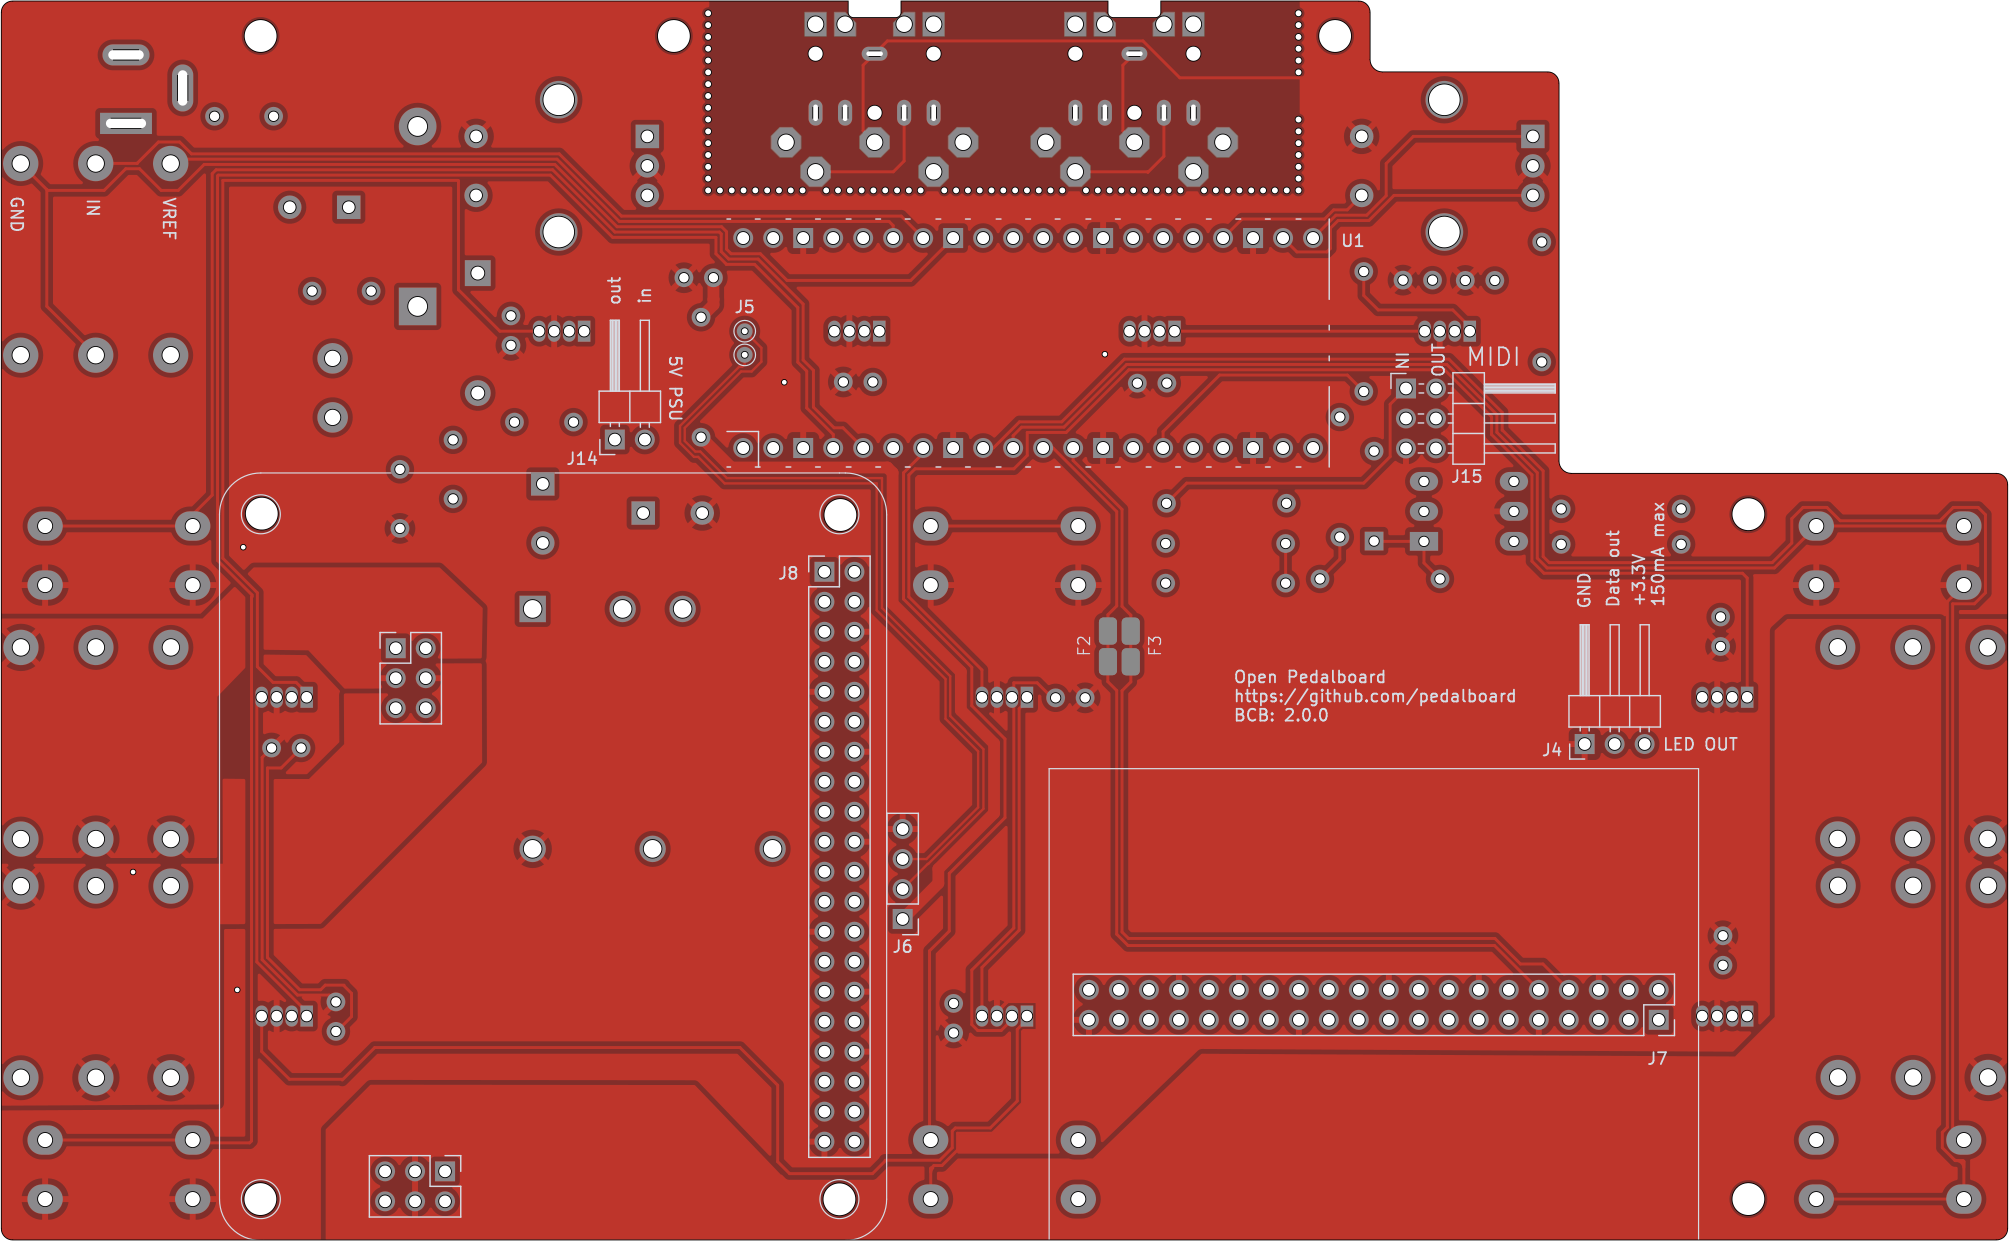 GND
IN
VREF
out
in
J5
U1
5V PSU
J14
IN
OUT
MIDI
J15
J8
GND
Data out
+3.3V
150mA max
F2
F3
Open Pedalboard
https://github.com/pedalboard
BCB: 2.0.0
J4
LED OUT
J6
J7